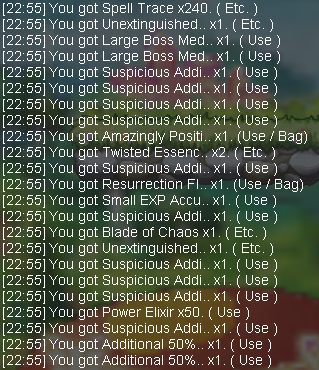 [22:55] You got Spell Trace x240. ( Etc. )
[22:55] You got Unextinguished.. x1. ( Etc. )
[22:55] You got Large Boss Med.. x1. ( Use )
[22:55] You got Large Boss Med.. x1. ( Use )
[22:55] You got Suspicious Addi.. x1. ( Use )
[22:55] You got Suspicious Addi.. x1. ( Use )
[22:55] You got Suspicious Addi.. x1. ( Use )
[22:55] You got Amazingly Positi.. x1. (Use / Bag)
[22:55] You got Twisted Essenc.. x2. ( Etc. )
[22:55] You got Suspicious Addi.. x1. ( Use )
[22:55] You got Resurrection Fl.. x1. (Use / Bag)
[22:55] You got Small EXP Accu.. x1. ( Use )
[22:55] You got Suspicious Addi.. x1. ( Use )
[22:55] You got Blade of Chaos x1. ( Etc. )
[22:55] You got Unextinguished.. x1. ( Etc. )
[22:55] You got Suspicious Addi.. x1. ( Use )
[22:55] You got Suspicious Addi.. x1. ( Use )
[22:55] You got Suspicious Addi.. x1. ( Use )
[22:55] You got Power Elixir x50. ( Use )
[22:55] You got Suspicious Addi.. x1. ( Use )
[22:55] You got Additional 50%.. x1. ( Use )
[22:55] You got Additional 50%.. x1. ( Use )